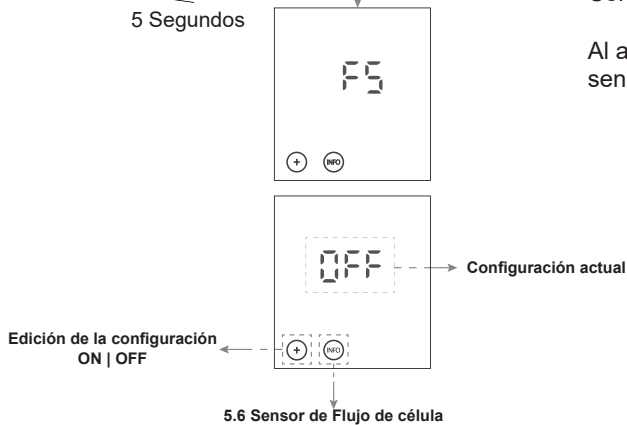 5 Segundos
Al a
sen
FS
+ INFO
OFF
Configuración actual
Edición de la configuración
ON | OFF
+ INFO
5.6 Sensor de Flujo de célula